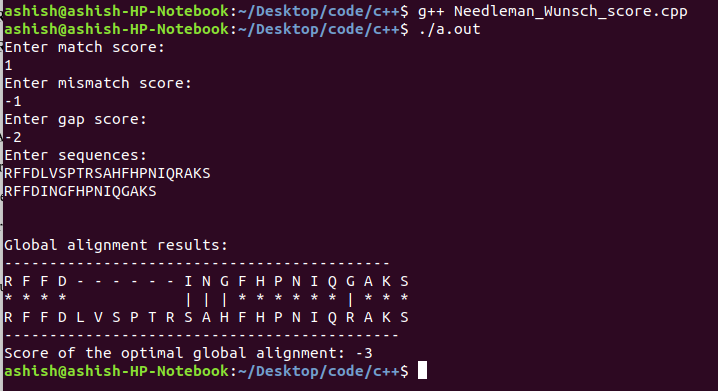 ashish@ashish-HP-Notebook:~/Desktop/code/c++$ g++ Needleman_Wunsch_score.cpp
ashish@ashish-HP-Notebook:~/Desktop/code/c++$ ./a.out
Enter match score:
1
Enter mismatch score:
-1
Enter gap score:
-2
Enter sequences:
RFFDLVSPTRSAHFHPNIQRAKS
RFFDINGFHPNIQGAKS
Global alignment results:
-------------------------------------------
R F F D - - - - - - I N G F H P N I Q G A K S
* * * *             | | | * * * * * * | * * *
R F F D L V S P T R S A H F H P N I Q R A K S
--------------------------------------------
Score of the optimal global alignment: -3
ashish@ashish-HP-Notebook:~/Desktop/code/c++$